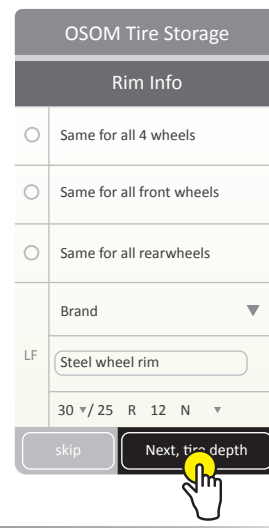 OSOM Tire Storage
Rim Info
Same for all 4 wheels
Same for all front wheels
Same for all rearwheels
Brand
LF
Steel wheel rim
30 / 25 R 12 N
skip
Next, tire depth